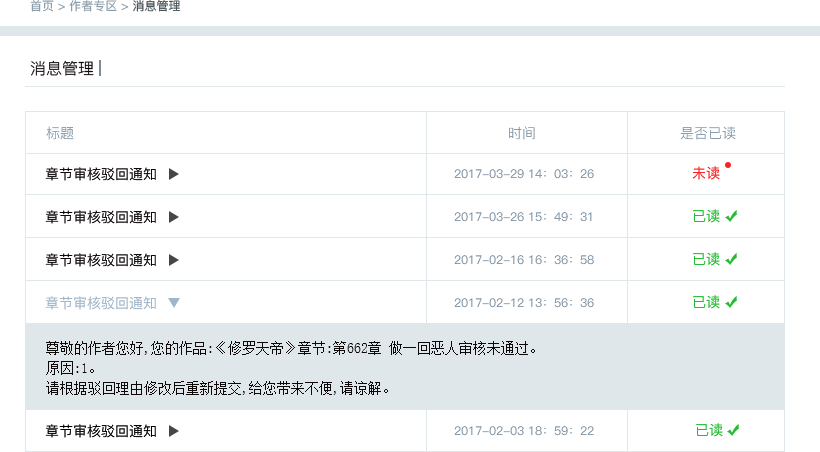 首页 > 作者专区 > 消息管理
消息管理
标题 时间 是否已读
章节审核驳回通知 ▶ 2017-03-29 14：03：26 未读
章节审核驳回通知 ▶ 2017-03-26 15：49：31 已读
章节审核驳回通知 ▶ 2017-02-16 16：36：58 已读
章节审核驳回通知 ▼ 2017-02-12 13：56：36 已读
尊敬的作者您好,您的作品:《修罗天帝》章节:第662章 做一回恶人审核未通过。
原因:1。
请根据驳回理由修改后重新提交,给您带来不便,请谅解。
章节审核驳回通知 ▶ 2017-02-03 18：59：22 已读